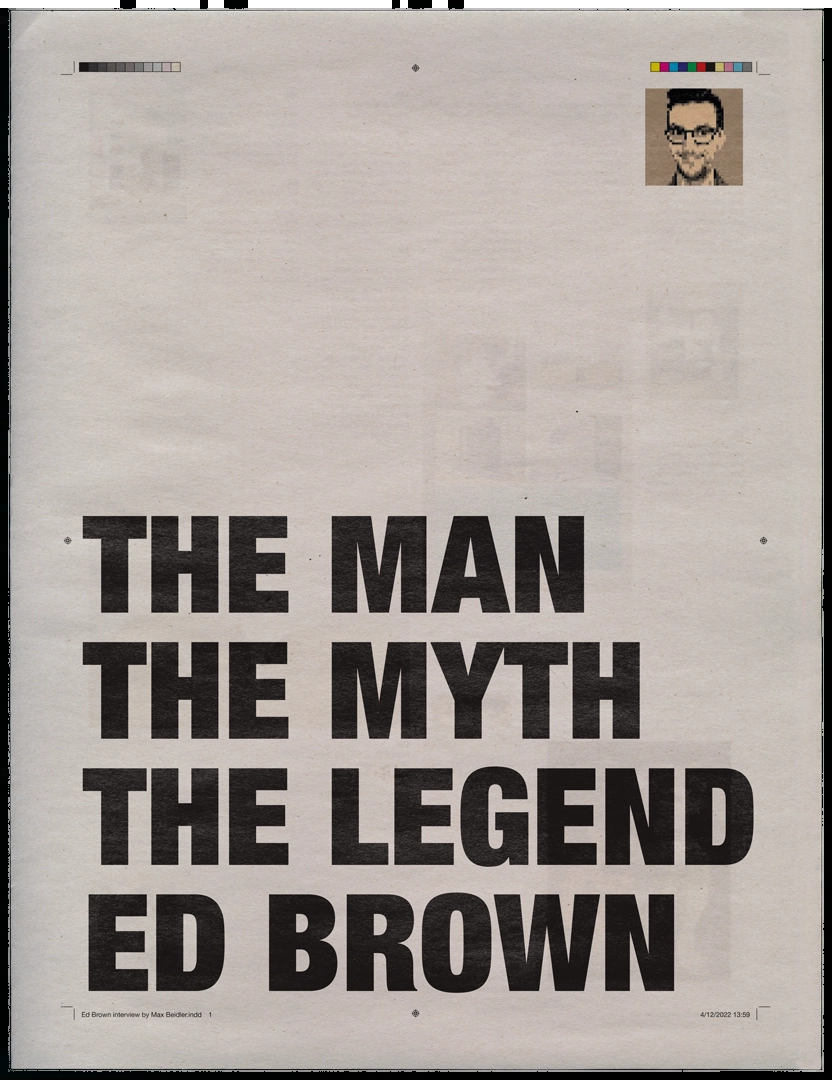 THE MAN
THE MYTH
THE LEGEND
ED BROWN
Ed Brown interview by Max Beidler.indd 1
4/12/2022 13:59